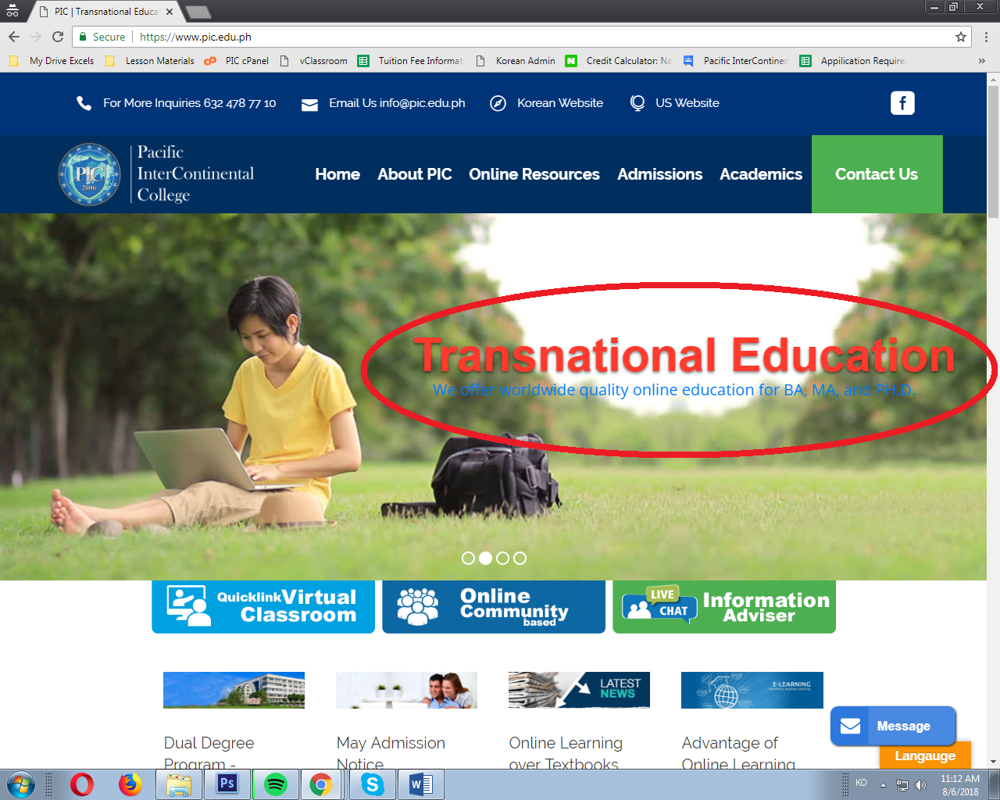 PIC | Transnational Educa
Secure
https://www.pic.edu.ph
My Drive Excels
Lesson Materials
PIC cPanel
vClassroom
Tuition Fee Informat
Korean Admin
Credit Calculator: Na
Pacific InterContinen
Appilication Require
For More Inquiries 632 478 77 10
Email Us info@pic.edu.ph
Korean Website
US Website
PIC
2006
Pacific
InterContinental
College
Home
About PIC
Online Resources
Admissions
Academics
Contact Us
Transnational Education
We offer worldwide quality online education for BA, MA, and PH.D.
QuicklinkVirtual
Classroom
Online
Community
based
LIVE
CHAT
Information
Adviser
LATEST
NEWS
E-LEARNING
Dual Degree
Program -
May Admission
Notice
Online Learning
over Textbooks
Advantage of
Online Learning
Message
Langauge
KO
11:12 AM
8/6/2018